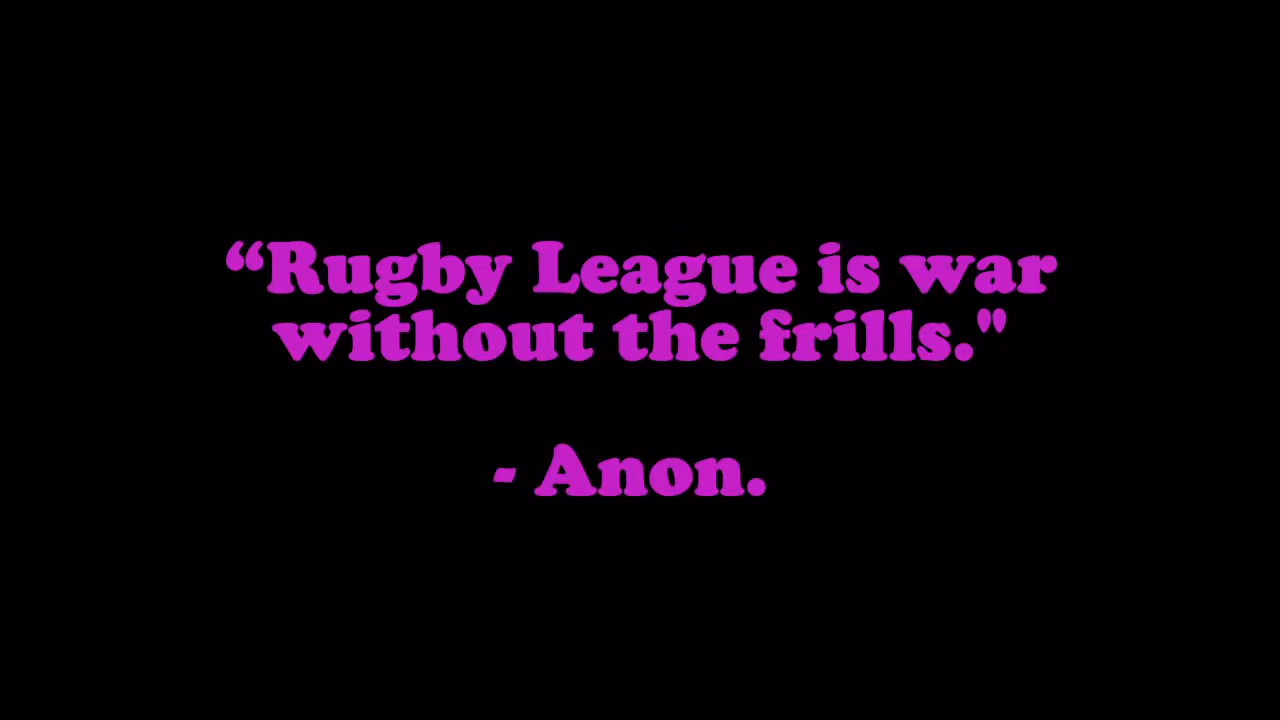 “Rugby League is war
without the frills."
- Anon.